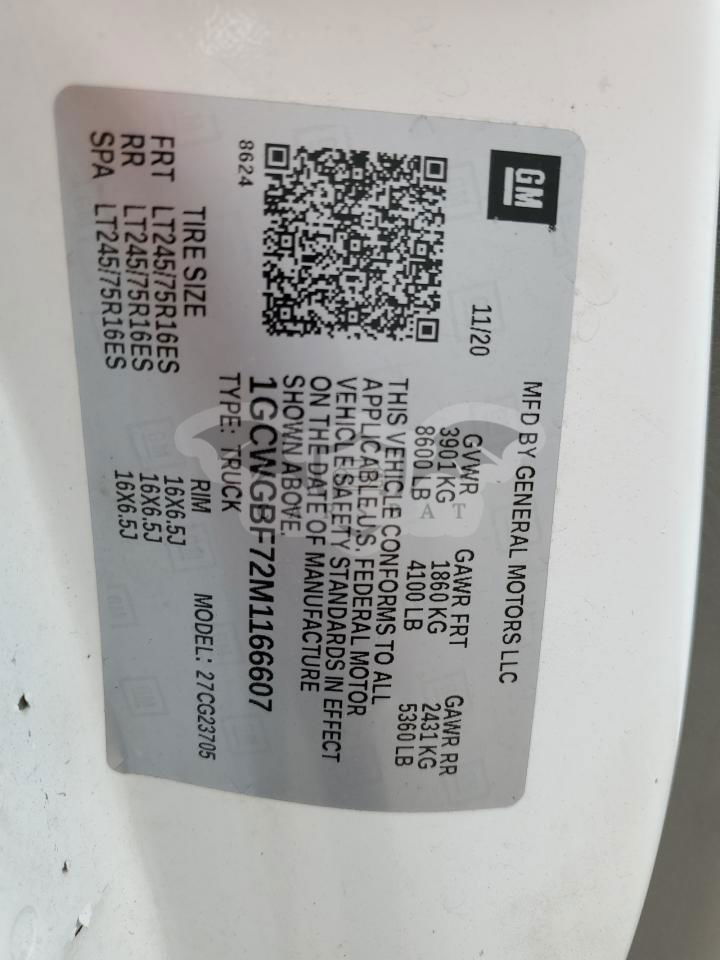 GM
MFD BY GENERAL MOTORS LLC
11/20
GVWR GAWR FRT GAWR RR
3901 KG 1860 KG 2431 KG
8600 LB 4100 LB 5360 LB
THIS VEHICLE CONFORMS TO ALL
APPLICABLE U.S. FEDERAL MOTOR
VEHICLE SAFETY STANDARDS IN EFFECT
ON THE DATE OF MANUFACTURE
SHOWN ABOVE.
1GCWGBF72M1166607
TYPE: TRUCK
8624
MODEL: 27CG23705
TIRE SIZE RIM
FRT LT245/75R16ES 16X6.5J
RR LT245/75R16ES 16X6.5J
SPA LT245/75R16ES 16X6.5J